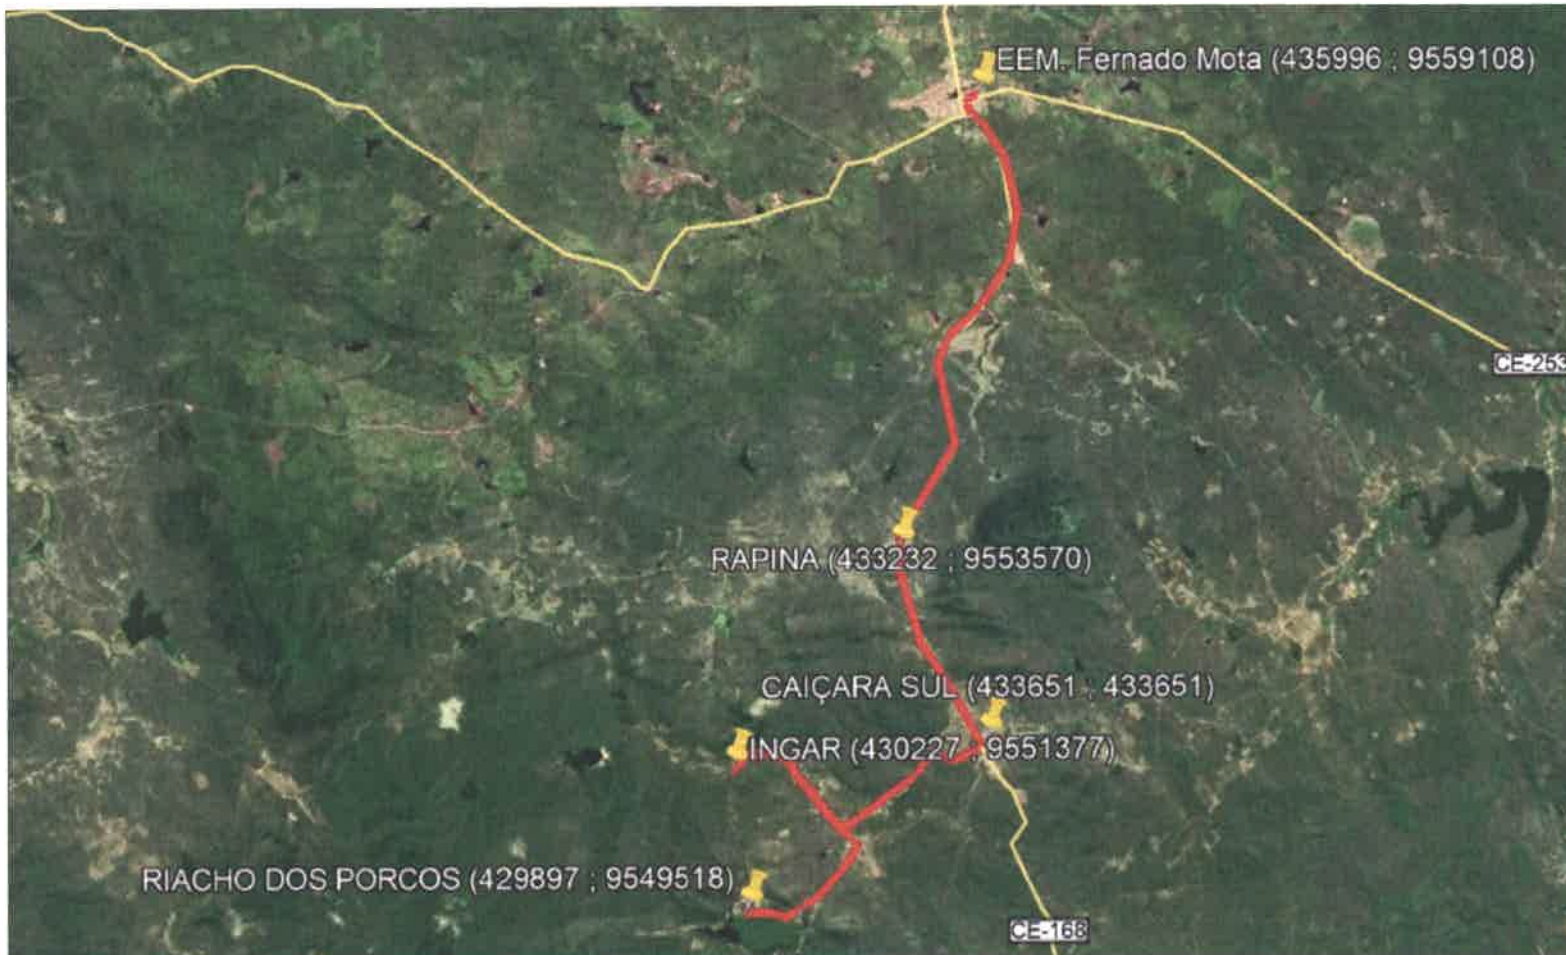 EEM. Fernado Mota (435996 ; 9559108)
CE-253
RAPINA (433232 ; 9553570)
CAIÇARA SUL (433651 ; 433651)
INGAR (430227 ; 9551377)
RIACHO DOS PORCOS (429897 ; 9549518)
CE-168